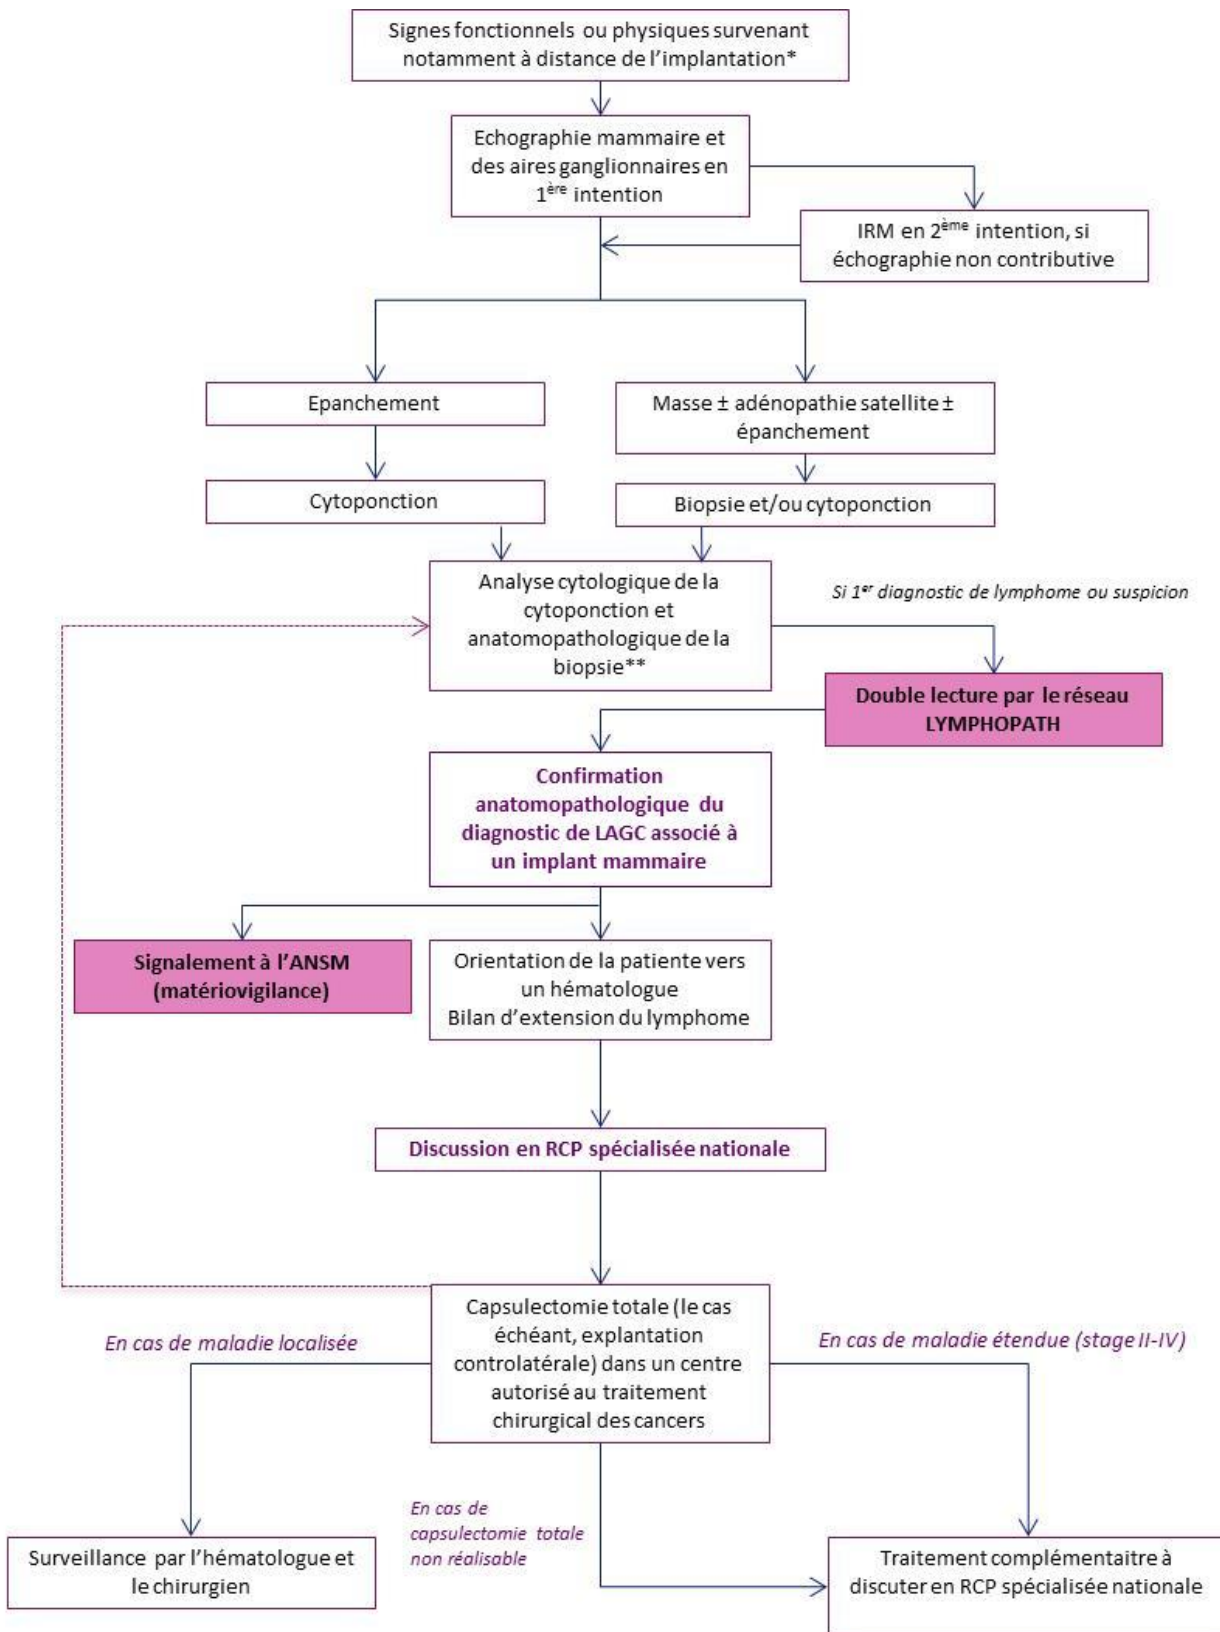 Signes fonctionnels ou physiques survenant
notamment à distance de l'implantation*
Echographie mammaire et
des aires ganglionnaires en
1ère intention
IRM en 2ème intention, si
échographie non contributive
Epanchement
Masse ± adénopathie satellite ±
épanchement
Cytoponction
Biopsie et/ou cytoponction
Analyse cytologique de la
cytoponction et
anatomopathologique de la
biopsie**
Si 1er diagnostic de lymphome ou suspicion
Double lecture par le réseau
LYMPHOPATH
Confirmation
anatomopathologique du
diagnostic de LAGC associé à
un implant mammaire
Signalement à l'ANSM
(matériovigilance)
Orientation de la patiente vers
un hématologue
Bilan d'extension du lymphome
Discussion en RCP spécialisée nationale
Capsulectomie totale (le cas
échéant, explantation
controlatérale) dans un centre
autorisé au traitement
chirurgical des cancers
En cas de maladie localisée
En cas de maladie étendue (stage II-IV)
En cas de
capsulectomie totale
non réalisable
Surveillance par l'hématologue et
le chirurgien
Traitement complémentaitre à
discuter en RCP spécialisée nationale